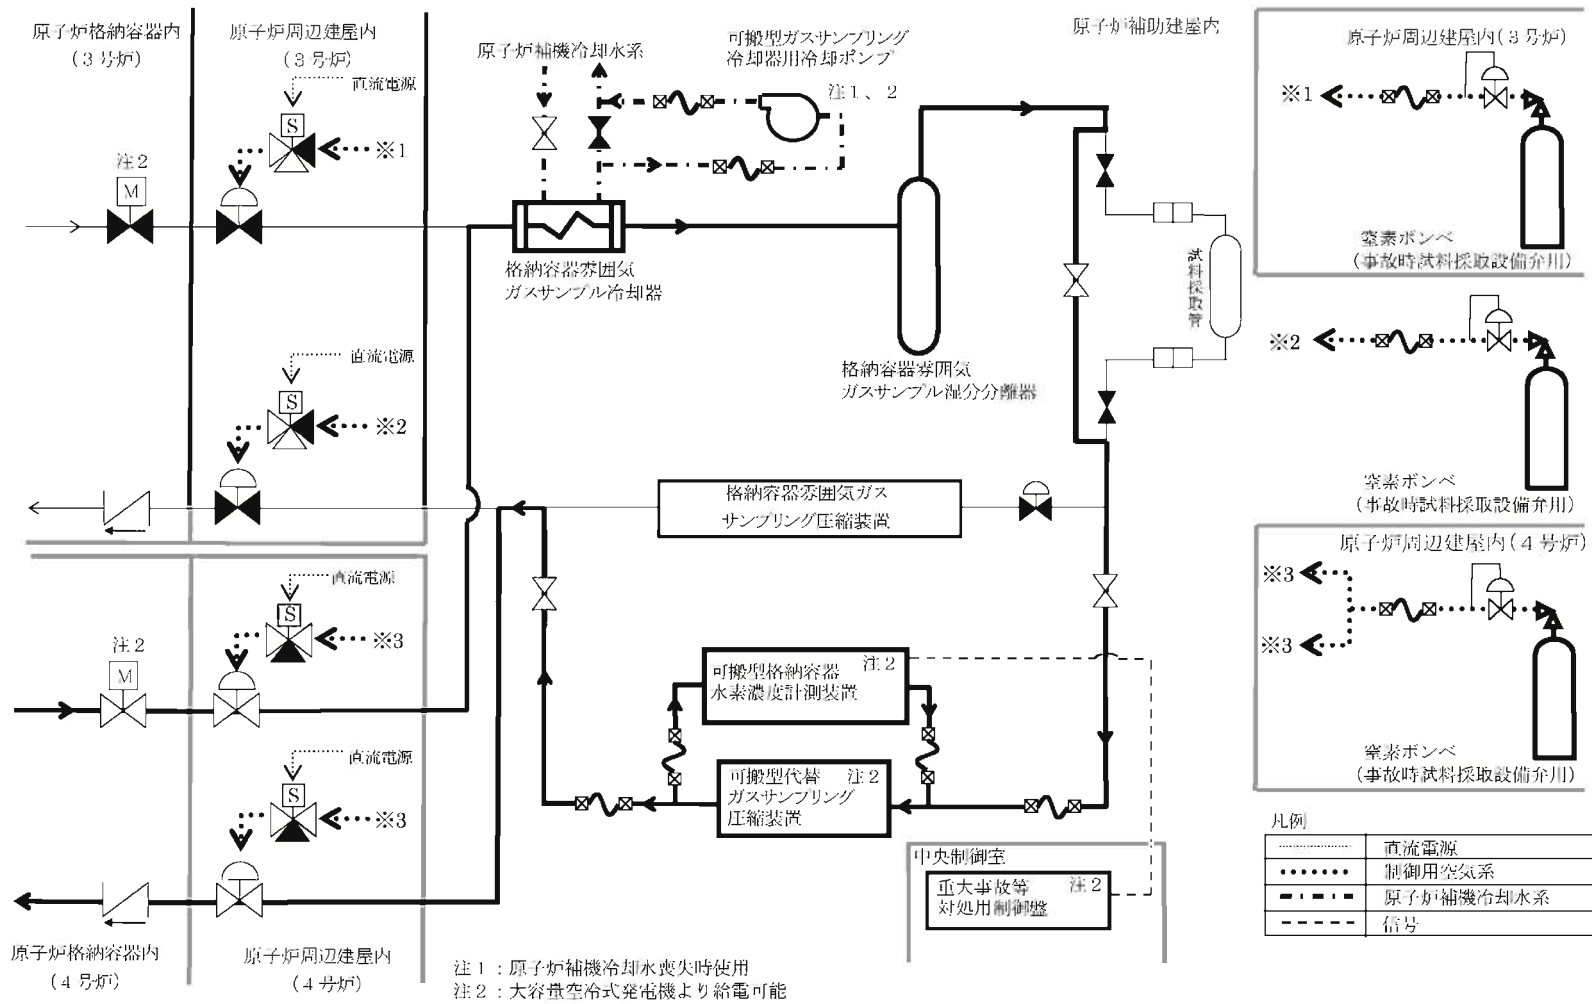 原子炉格納容器内
(3号炉)
原子炉周辺建屋内
(3号炉)
直流電源
S
※1
注2
M
直流電源
S
※2
原子炉補機冷却水系
可搬型ガスサンプリング
冷却器用冷却ポンプ
注1、2
格納容器雰囲気
ガスサンプル冷却器
格納容器雰囲気
ガスサンプル湿分分離器
原子炉補助建屋内
試料採取管
格納容器雰囲気ガス
サンプリング圧縮装置
直流電源
S
※3
注2
M
直流電源
S
※3
可搬型格納容器 注2
水素濃度計測装置
可搬型代替 注2
ガスサンプリング
圧縮装置
中央制御室
重大事故等 注2
対処用制御盤
原子炉格納容器内
(4号炉)
原子炉周辺建屋内
(4号炉)
注1:原子炉補機冷却水喪失時使用
注2:大容量空冷式発電機より給電可能
原子炉周辺建屋内(3号炉)
※1
窒素ボンベ
(事故時試料採取設備弁用)
※2
窒素ボンベ
(事故時試料採取設備弁用)
原子炉周辺建屋内(4号炉)
※3
※3
窒素ボンベ
(事故時試料採取設備弁用)
凡例
直流電源
制御用空気系
原子炉補機冷却水系
信号